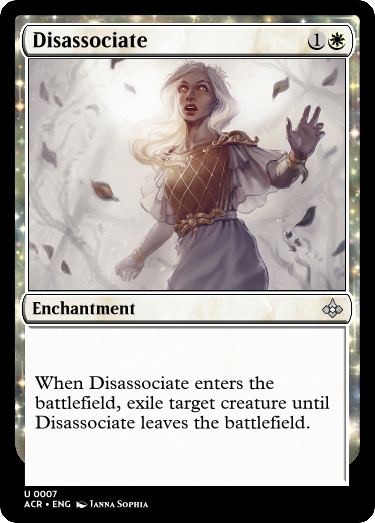 Disassociate 1
Enchantment
When Disassociate enters the
battlefield, exile target creature until
Disassociate leaves the battlefield.
U 0007
ACR • ENG Ianna Sophia